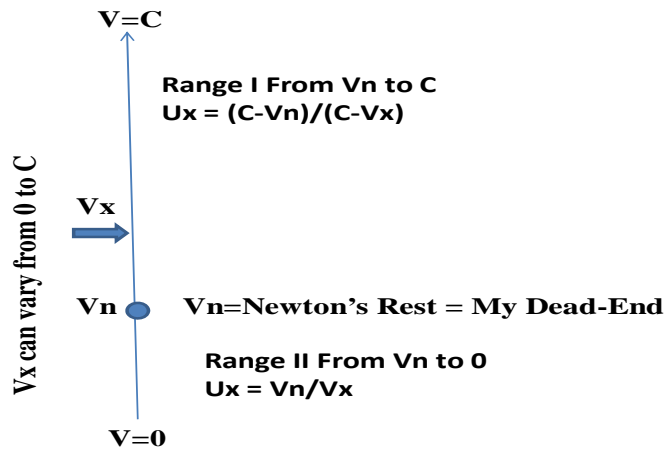 V=C
Range I From Vn to C
Ux = (C-Vn)/(C-Vx)
Vx can vary from 0 to C
Vx
Vn
Vn=Newton's Rest = My Dead-End
Range II From Vn to 0
Ux = Vn/Vx
V=0